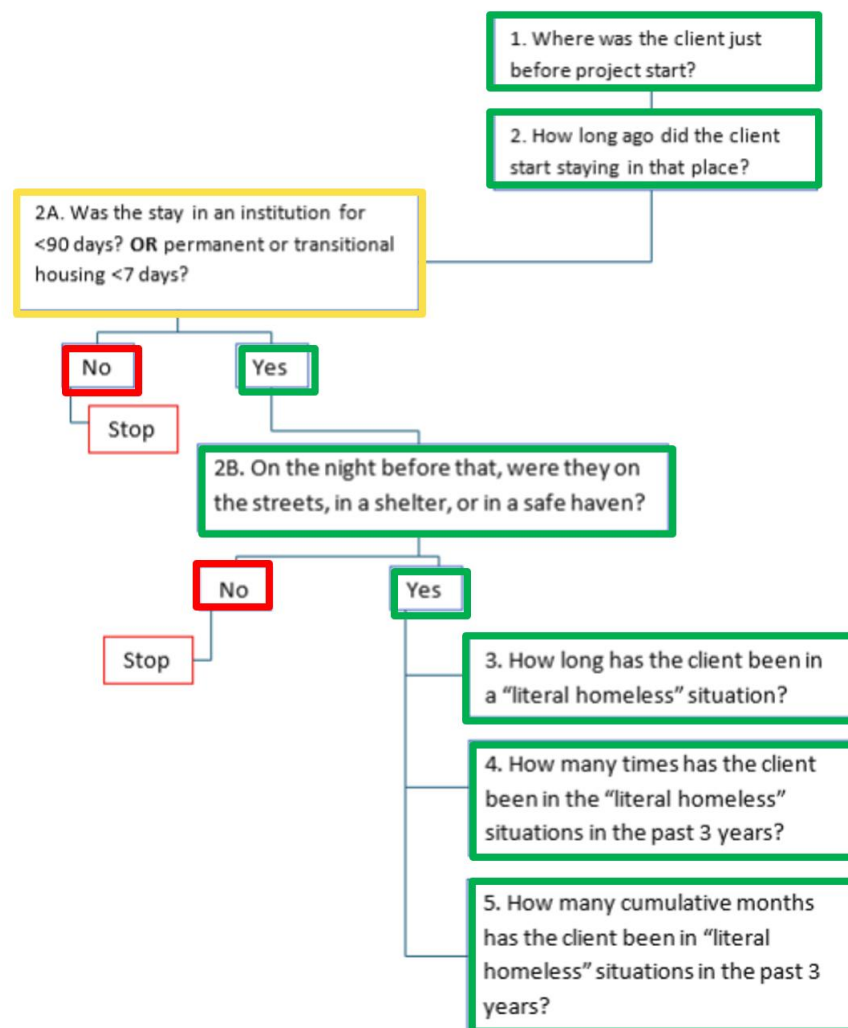 1. Where was the client just
before project start?
2. How long ago did the client
start staying in that place?
2A. Was the stay in an institution for
<90 days? OR permanent or transitional
housing <7 days?
No
Yes
Stop
2B. On the night before that, were they on
the streets, in a shelter, or in a safe haven?
No
Yes
Stop
3. How long has the client been in
a “literal homeless” situation?
4. How many times has the client
been in the “literal homeless”
situations in the past 3 years?
5. How many cumulative months
has the client been in “literal
homeless” situations in the past 3
years?